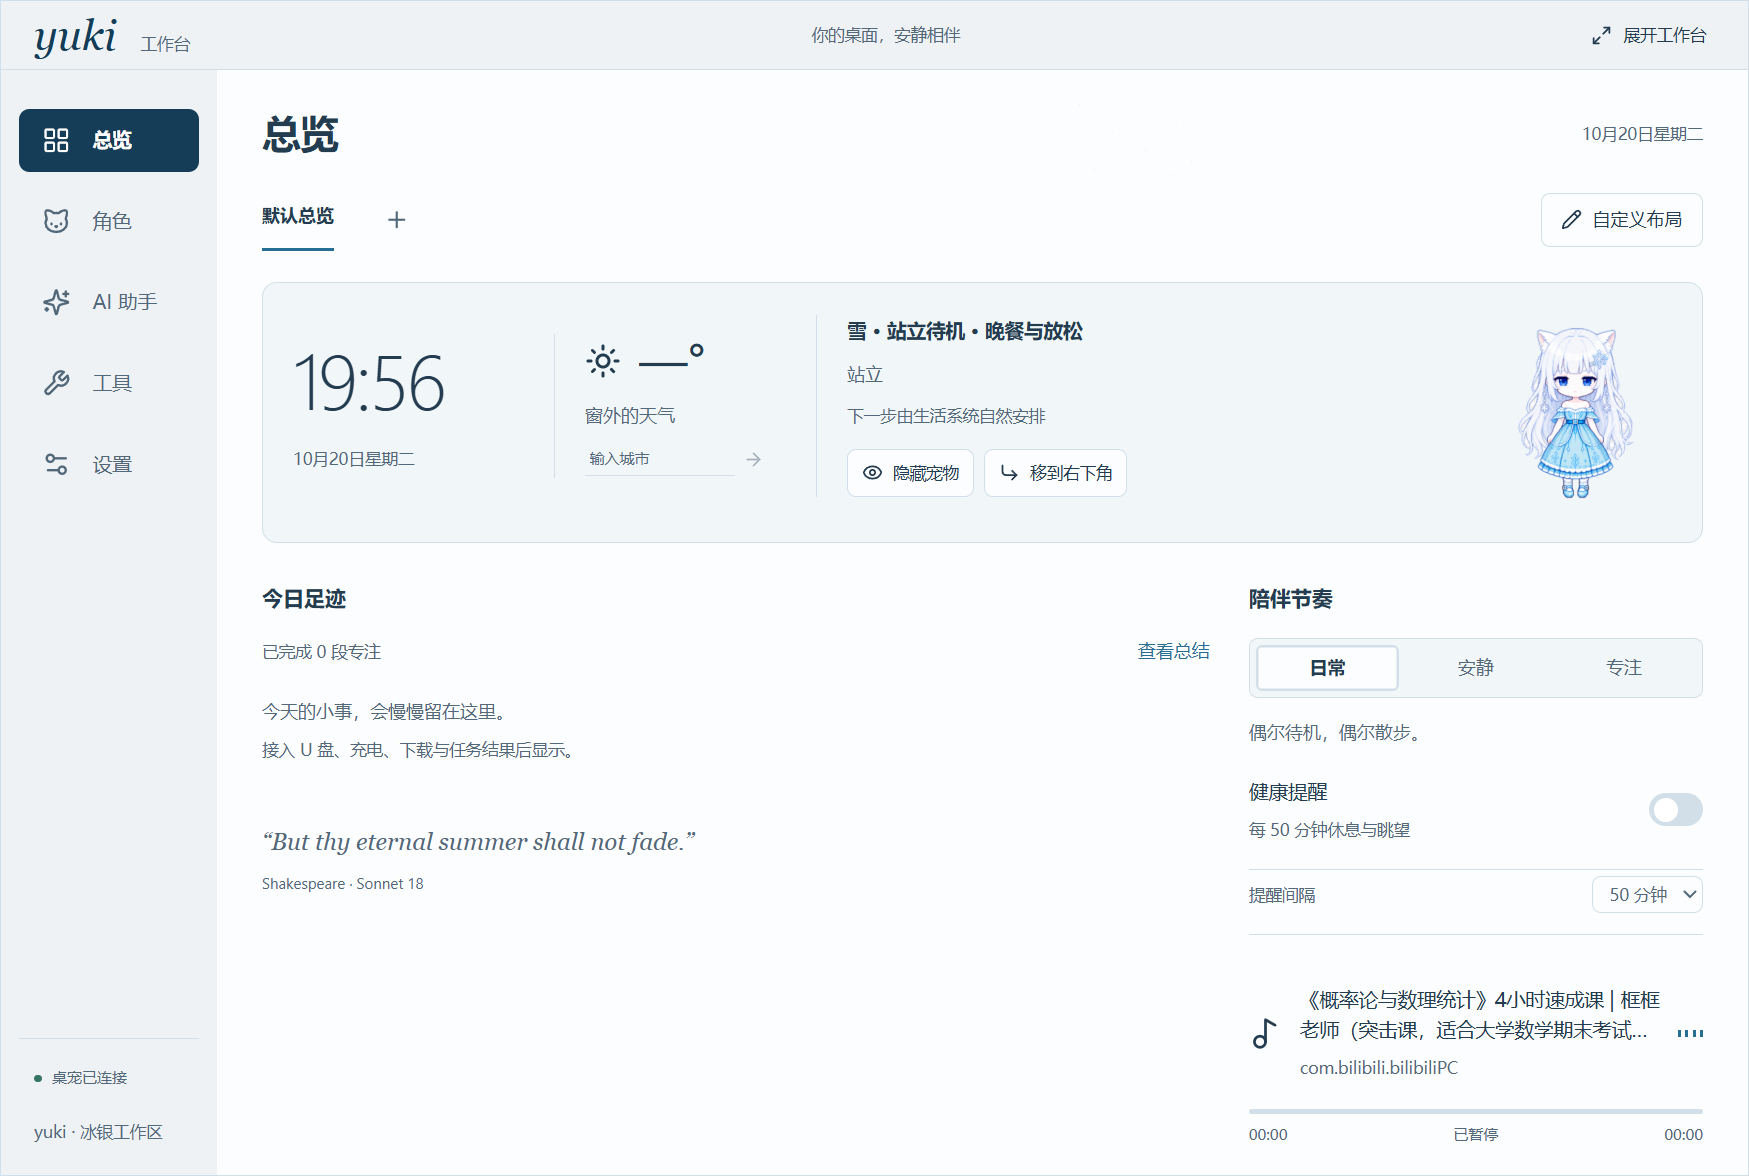 yuki 工作台
你的桌面，安静相伴
展开工作台
总览
角色
AI 助手
工具
设置
桌宠已连接
yuki · 冰银工作区
总览
10月20日星期二
默认总览
自定义布局
19:56
10月20日星期二
—°
窗外的天气
输入城市
雪 • 站立待机 • 晚餐与放松
站立
下一步由生活系统自然安排
隐藏宠物
移到右下角
今日足迹
已完成 0 段专注
查看总结
今天的小事，会慢慢留在这里。
接入 U 盘、充电、下载与任务结果后显示。
“But thy eternal summer shall not fade.”
Shakespeare · Sonnet 18
陪伴节奏
日常
安静
专注
偶尔待机，偶尔散步。
健康提醒
每 50 分钟休息与眺望
提醒间隔
50 分钟
《概率论与数理统计》4小时速成课 | 框框
老师（突击课，适合大学数学期末考试...
com.bilibili.bilibiliPC
00:00
已暂停
00:00